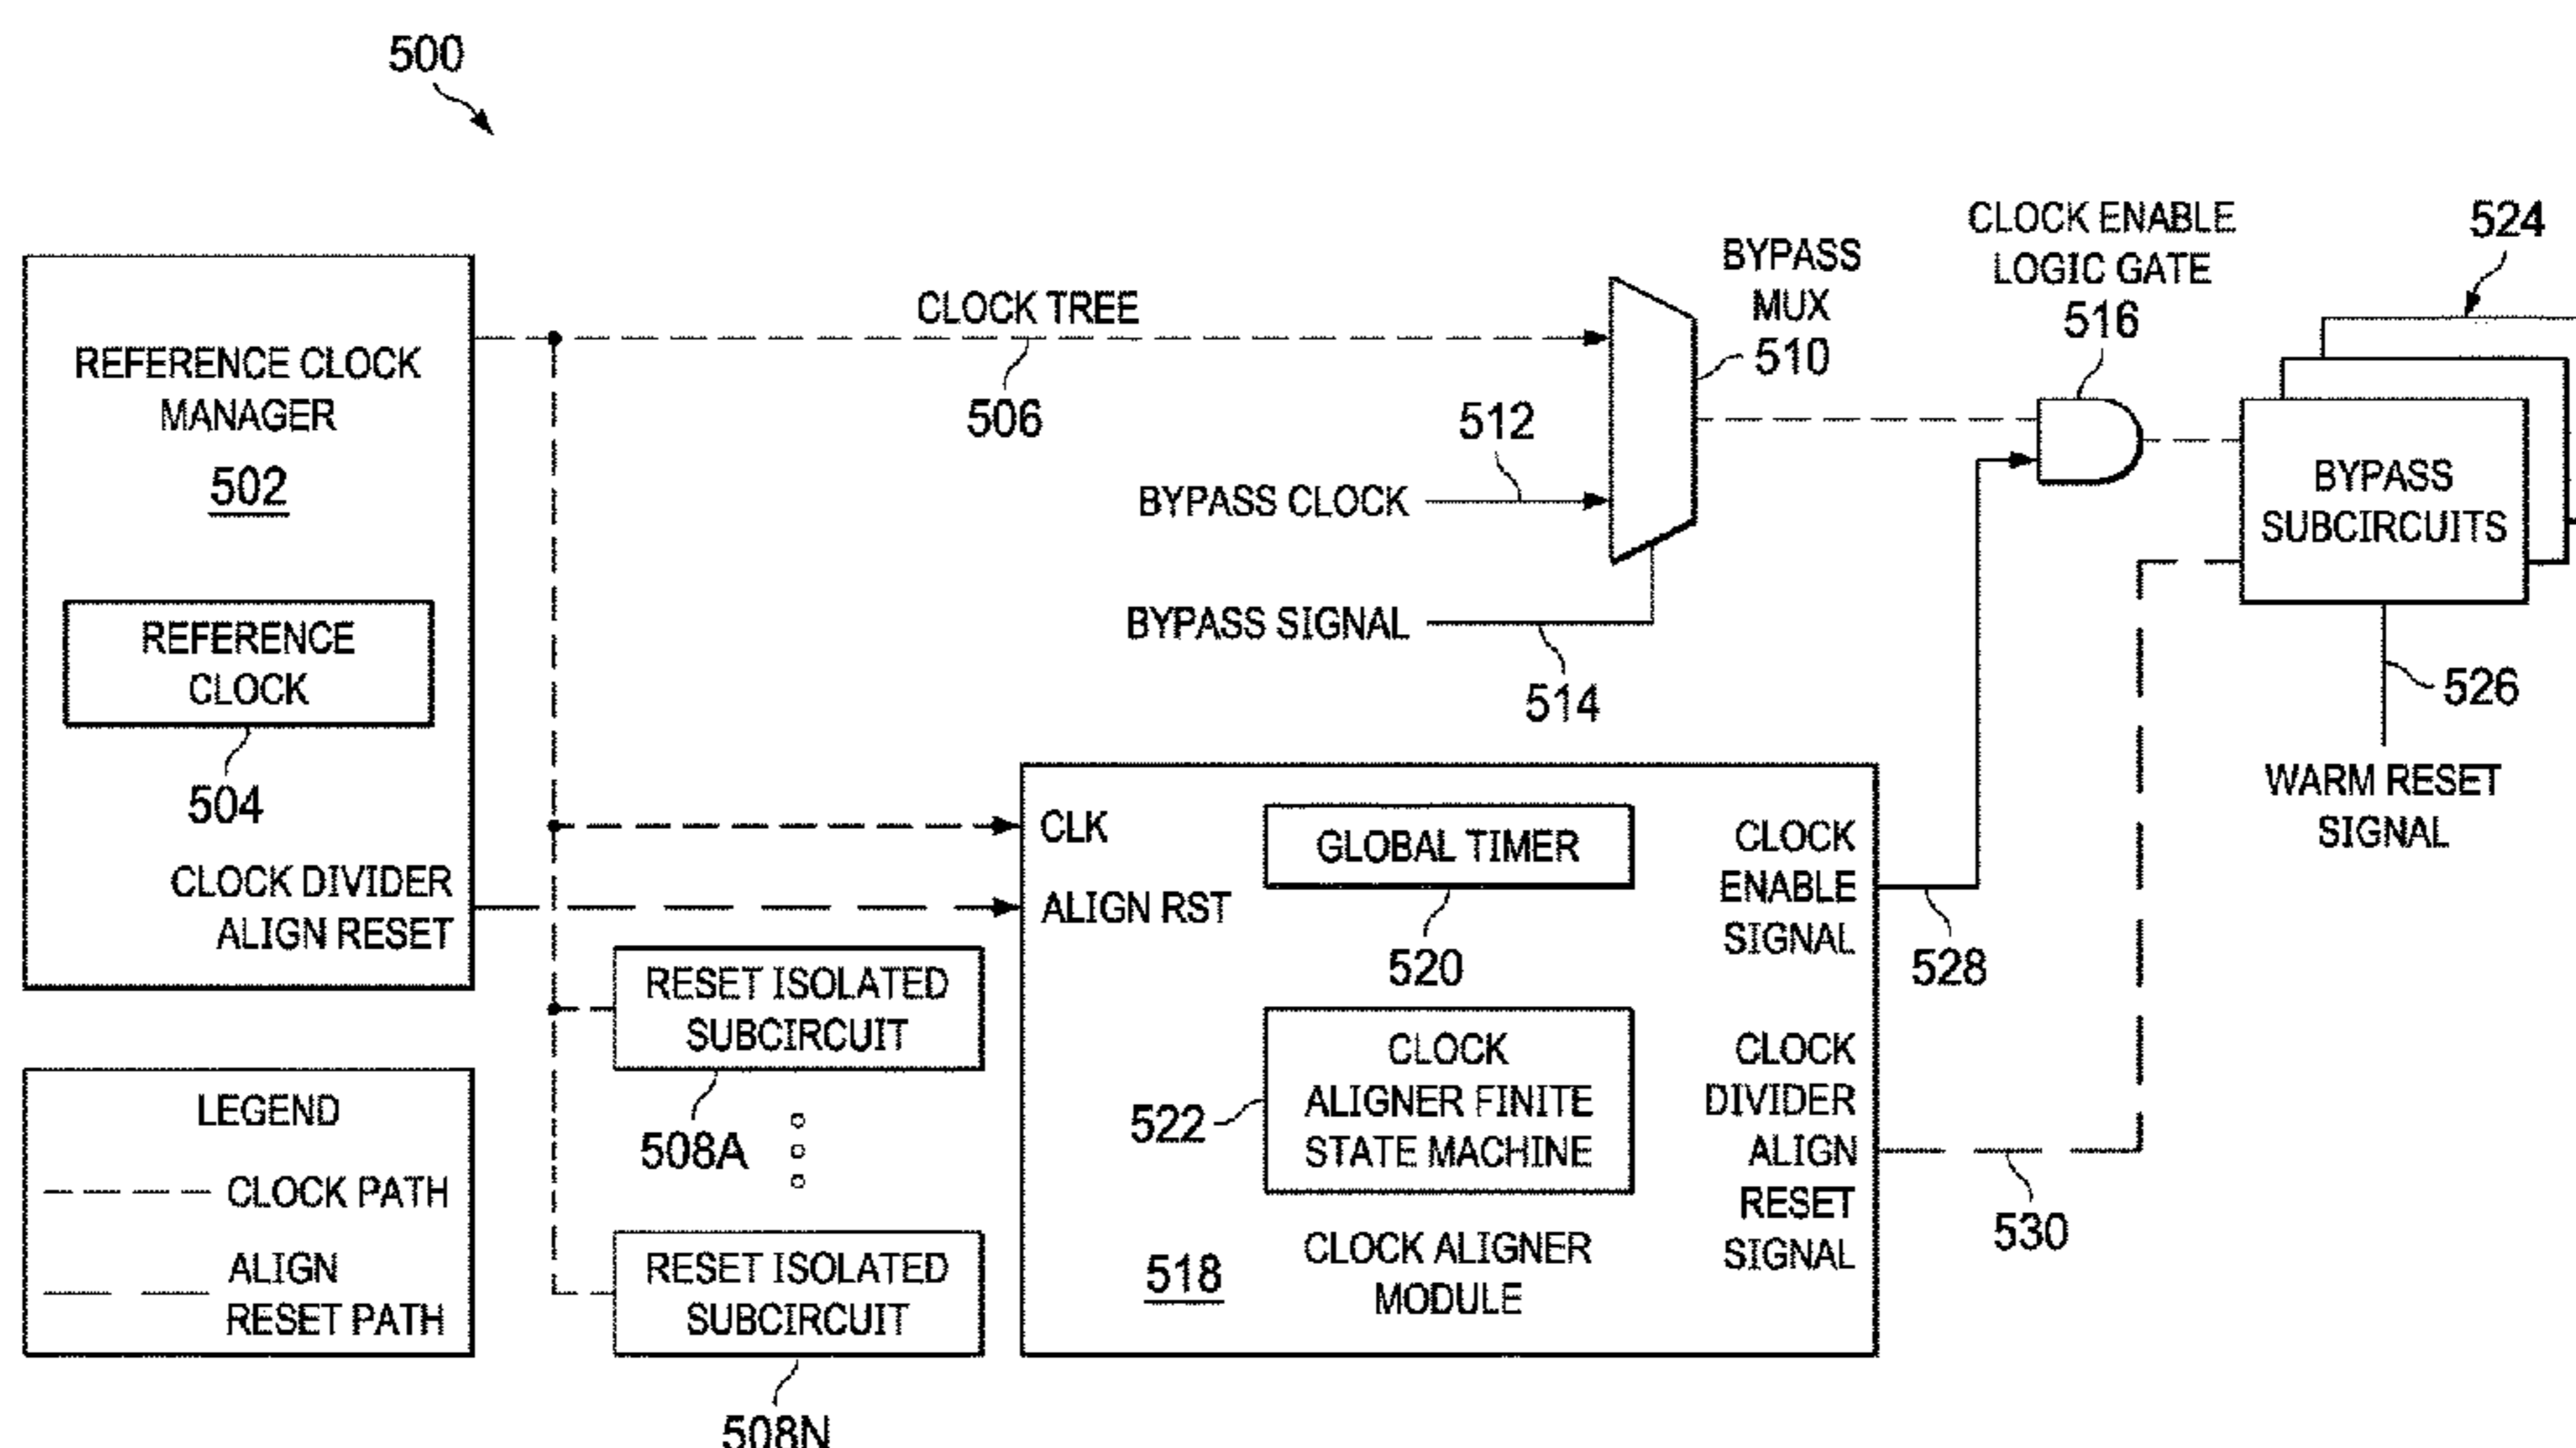 500
REFERENCE CLOCK
MANAGER
502
REFERENCE
CLOCK
504
CLOCK DIVIDER
ALIGN RESET
LEGEND
CLOCK PATH
ALIGN
RESET PATH
CLOCK TREE
506
BYPASS CLOCK
512
BYPASS SIGNAL
514
BYPASS
MUX
510
CLOCK ENABLE
LOGIC GATE
516
524
BYPASS
SUBCIRCUITS
526
WARM RESET
SIGNAL
RESET ISOLATED
SUBCIRCUIT
508A
RESET ISOLATED
SUBCIRCUIT
508N
CLK
ALIGN RST
GLOBAL TIMER
520
CLOCK
ALIGNER FINITE
STATE MACHINE
522
518
CLOCK ALIGNER
MODULE
CLOCK
ENABLE
SIGNAL
528
CLOCK
DIVIDER
ALIGN
RESET
SIGNAL
530